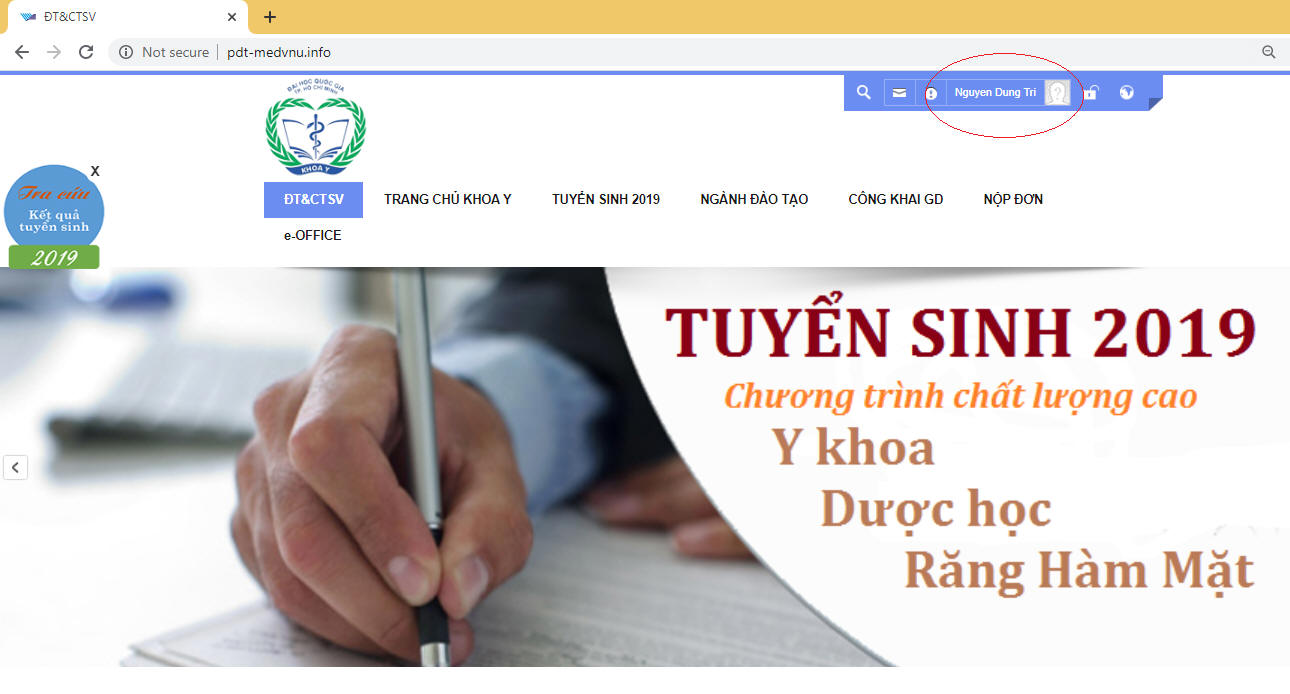 ĐT&CTSV
Not secure
pdt-medvnu.info
ĐẠI HỌC QUỐC GIA
TP. HỒ CHÍ MINH
KHOA Y
Nguyen Dung Tri
X
Tra cứu
Kết quả
tuyển sinh
2019
ĐT&CTSV TRANG CHỦ KHOA Y TUYỂN SINH 2019 NGÀNH ĐÀO TẠO CÔNG KHAI GD NỘP ĐƠN
e-OFFICE
TUYỂN SINH 2019
Chương trình chất lượng cao
Y khoa
Dược học
Răng Hàm Mặt